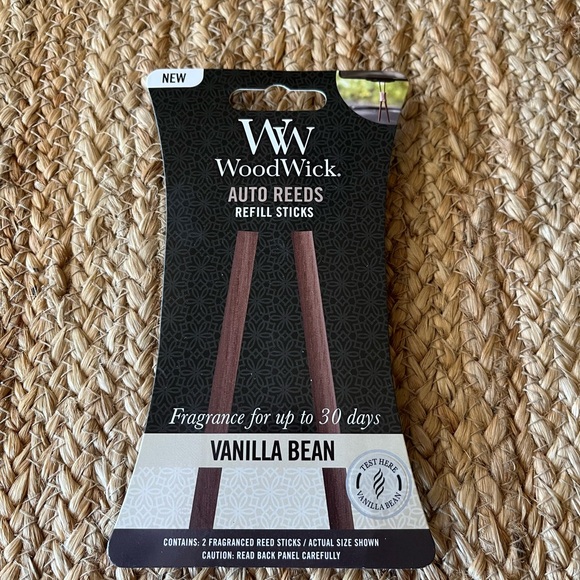 NEW
WW
WoodWick.
AUTO REEDS
REFILL STICKS
Fragrance for up to 30 days
VANILLA BEAN
TEST HERE
VANILLA BEAN
CONTAINS: 2 FRAGRANCED REED STICKS / ACTUAL SIZE SHOWN
CAUTION: READ BACK PANEL CAREFULLY